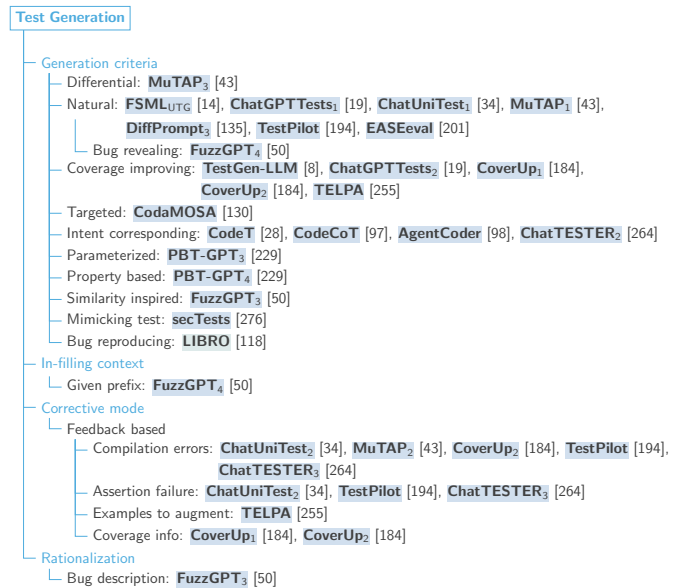 Test Generation
Generation criteria
Differential: MuTAP₃ [43]
Natural: FSML_UTG [14], ChatGPTTests₁ [19], ChatUniTest₁ [34], MuTAP₁ [43],
DiffPrompt₃ [135], TestPilot [194], EASEeval [201]
Bug revealing: FuzzGPT₄ [50]
Coverage improving: TestGen-LLM [8], ChatGPTTests₂ [19], CoverUp₁ [184],
CoverUp₂ [184], TELPA [255]
Targeted: CodaMOSA [130]
Intent corresponding: CodeT [28], CodeCoT [97], AgentCoder [98], ChatTESTER₂ [264]
Parameterized: PBT-GPT₃ [229]
Property based: PBT-GPT₄ [229]
Similarity inspired: FuzzGPT₃ [50]
Mimicking test: secTests [276]
Bug reproducing: LIBRO [118]
In-filling context
Given prefix: FuzzGPT₄ [50]
Corrective mode
Feedback based
Compilation errors: ChatUniTest₂ [34], MuTAP₂ [43], CoverUp₂ [184], TestPilot [194],
ChatTESTER₃ [264]
Assertion failure: ChatUniTest₂ [34], TestPilot [194], ChatTESTER₃ [264]
Examples to augment: TELPA [255]
Coverage info: CoverUp₁ [184], CoverUp₂ [184]
Rationalization
Bug description: FuzzGPT₃ [50]